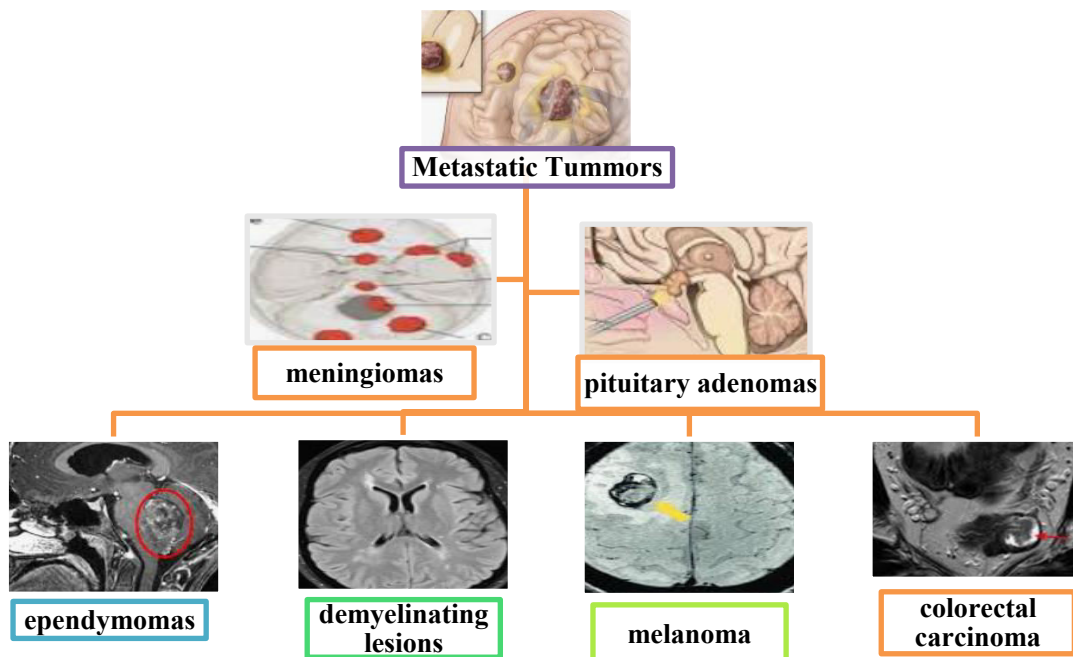 Metastatic Tummors
meningiomas
pituitary adenomas
ependymomas
demyelinating
lesions
melanoma
colorectal
carcinoma